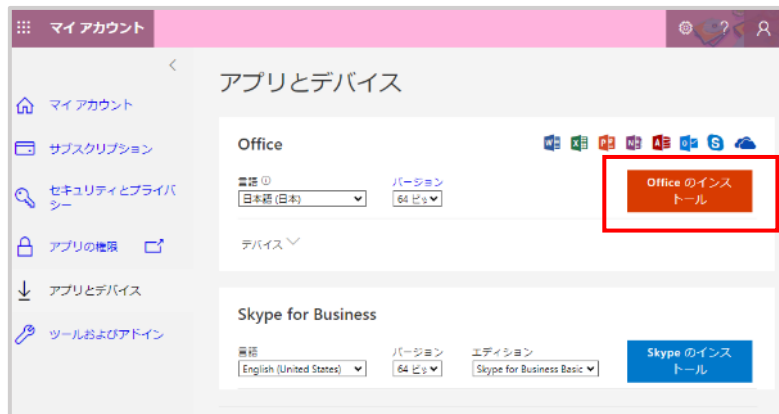 マイ アカウント
?
アプリとデバイス
マイ アカウント
サブスクリプション
セキュリティとプライバ
シー
アプリの権限
アプリとデバイス
ツールおよびアドイン
Office
言語
バージョン
日本語 (日本)
64 ビッ
Office のインス
トール
デバイス
Skype for Business
言語
バージョン
エディション
English (United States)
64 ビッ
Skype for Business Basic
Skype のインス
トール